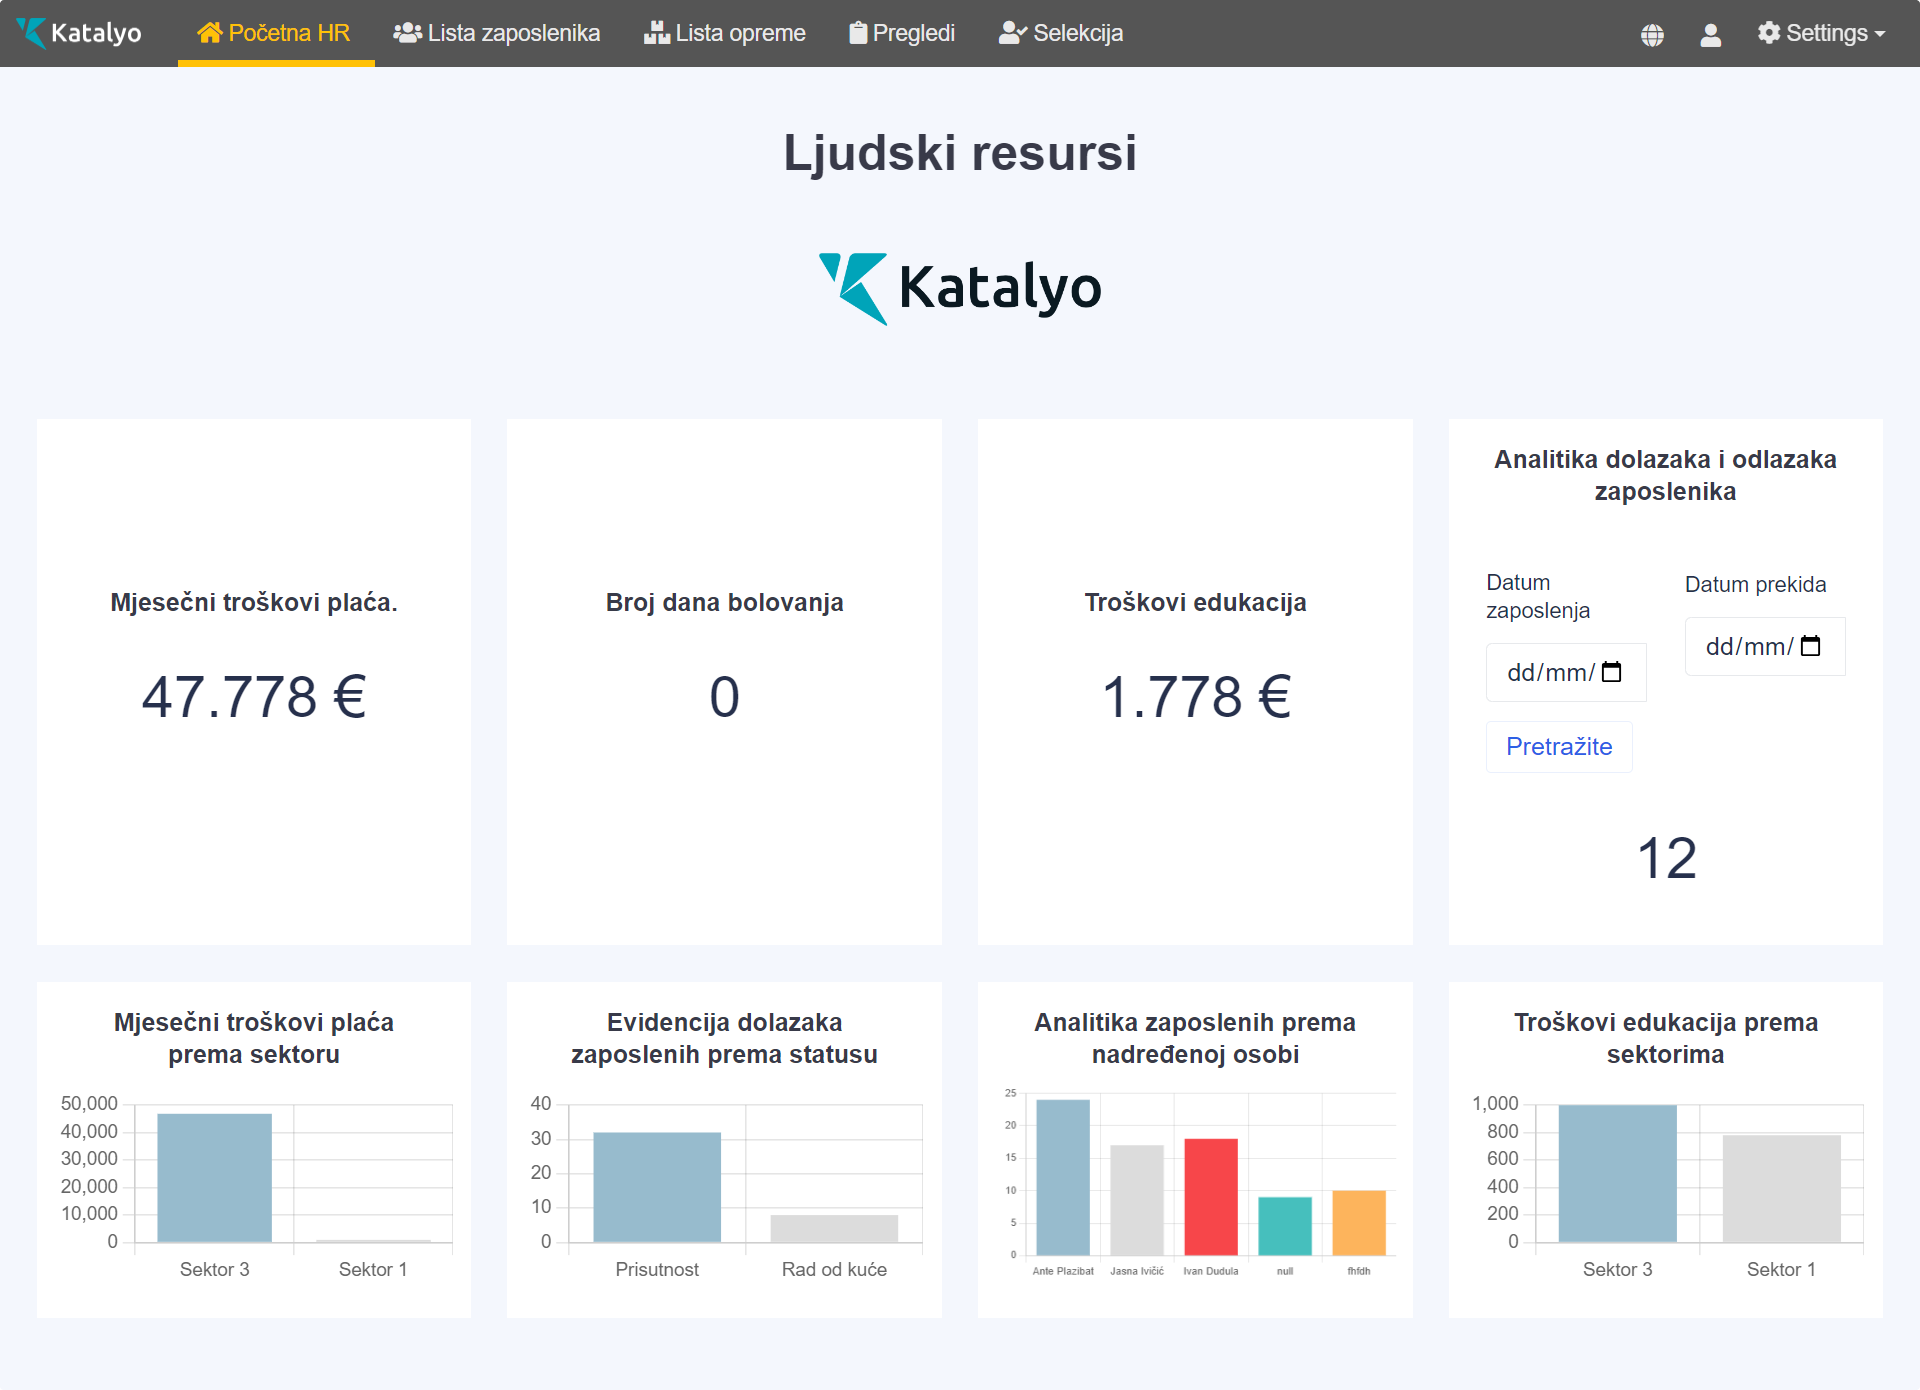 Katalyo
Početna HR
Lista zaposlenika
Lista opreme
Pregledi
Selekcija
Settings
Ljudski resursi
Katalyo
Mjesečni troškovi plaća.
47.778 €
Broj dana bolovanja
0
Troškovi edukacija
1.778 €
Analitika dolazaka i odlazaka
zaposlenika
Datum
zaposlenja
dd/mm/
Datum prekida
dd/mm/
Pretražite
12
Mjesečni troškovi plaća
prema sektoru
50,000
40,000
30,000
20,000
10,000
0
Sektor 3
Sektor 1
Evidencija dolazaka
zaposlenih prema statusu
40
30
20
10
0
Prisutnost
Rad od kuće
Analitika zaposlenih prema
nadređenoj osobi
25
20
15
10
5
0
Ante Plazibat
Jasna Ivičić
Ivan Dudula
null
fhfdh
Troškovi edukacija prema
sektorima
1,000
800
600
400
200
0
Sektor 3
Sektor 1